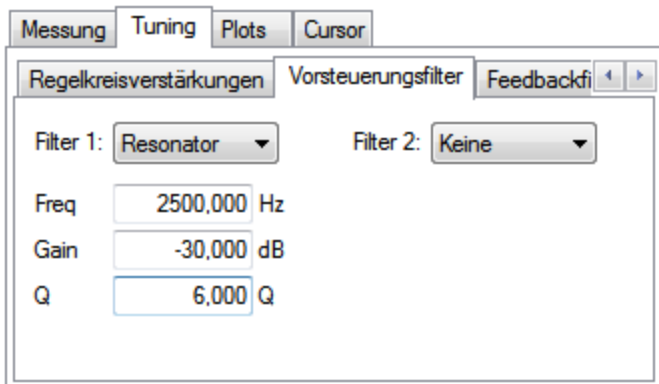 Messung Tuning Plots Cursor
Regelkreisverstärkungen Vorsteuerungsfilter Feedbackfi
Filter 1: Resonator Filter 2: Keine
Freq 2500,000 Hz
Gain -30,000 dB
Q 6,000 Q